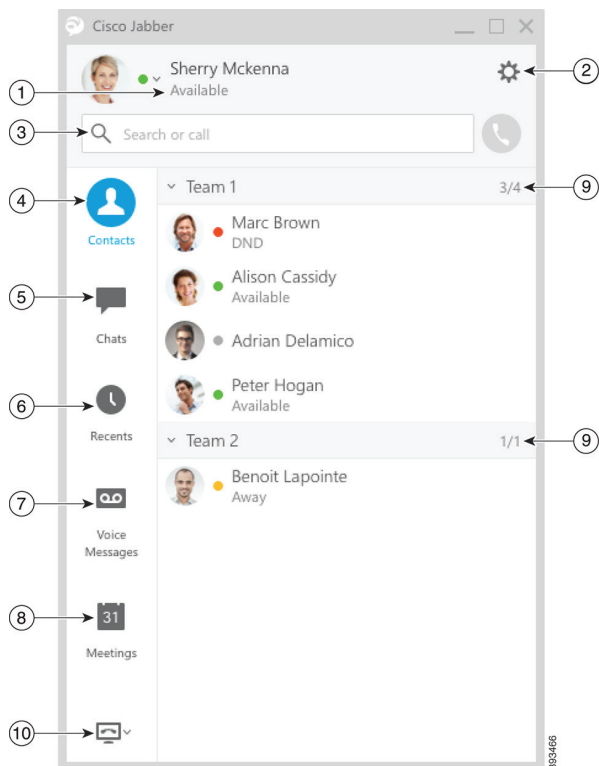 Cisco Jabber
Sherry Mckenna
Available
1
2
3
Search or call
4
Contacts
Team 1
3/4
9
Marc Brown
DND
Alison Cassidy
Available
5
Chats
Adrian Delamico
Peter Hogan
Available
6
Recents
Team 2
1/1
9
Benoit Lapointe
Away
7
Voice
Messages
8
31
Meetings
10
393466